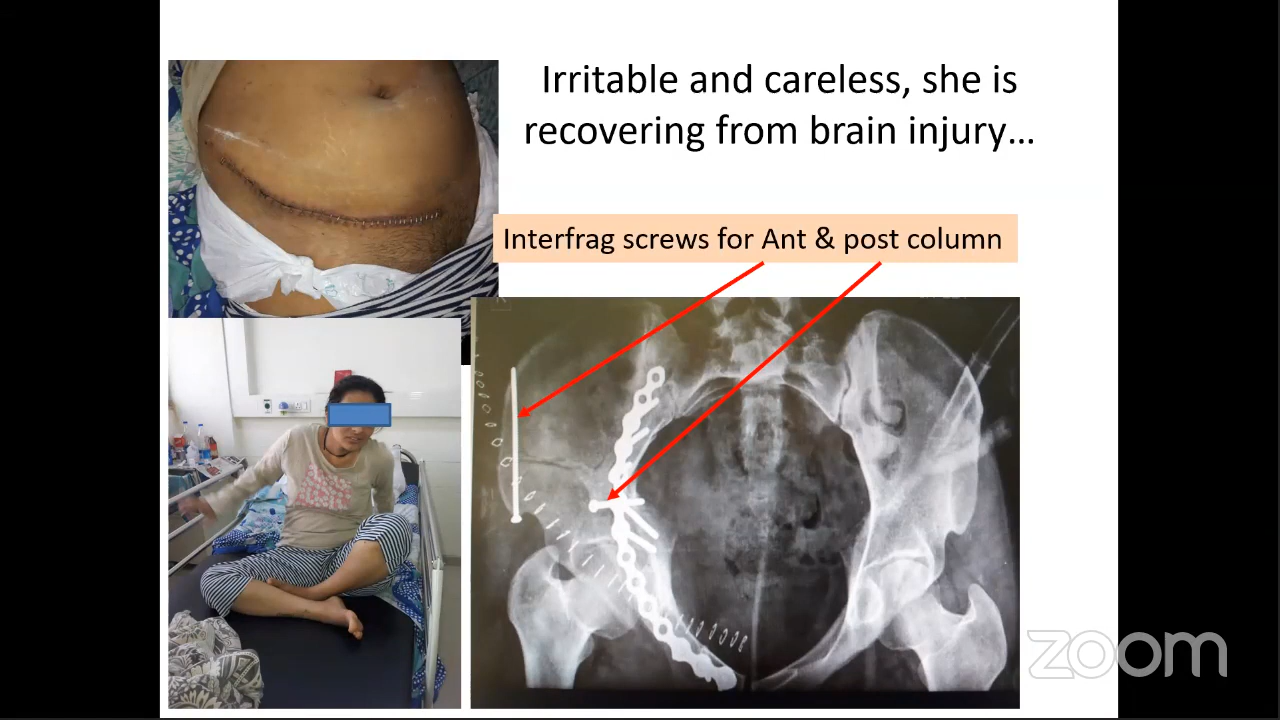 Irritable and careless, she is
recovering from brain injury...
Interfrag screws for Ant & post column
zoom